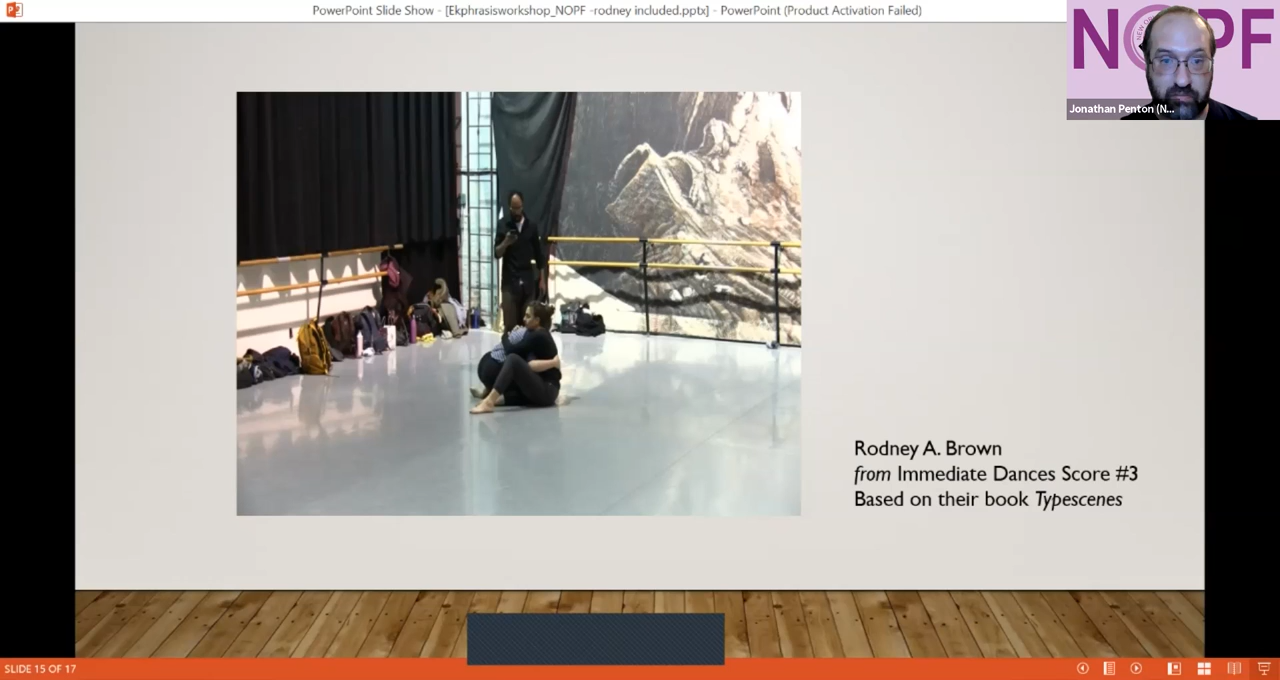 PowerPoint Slide Show - [Ekphrasisworkshop_NOPF -rodney included.pptx] - PowerPoint (Product Activation Failed)
NOPF
Jonathan Penton (N...
Rodney A. Brown
from Immediate Dances Score #3
Based on their book Typescenes
SLIDE 15 OF 17